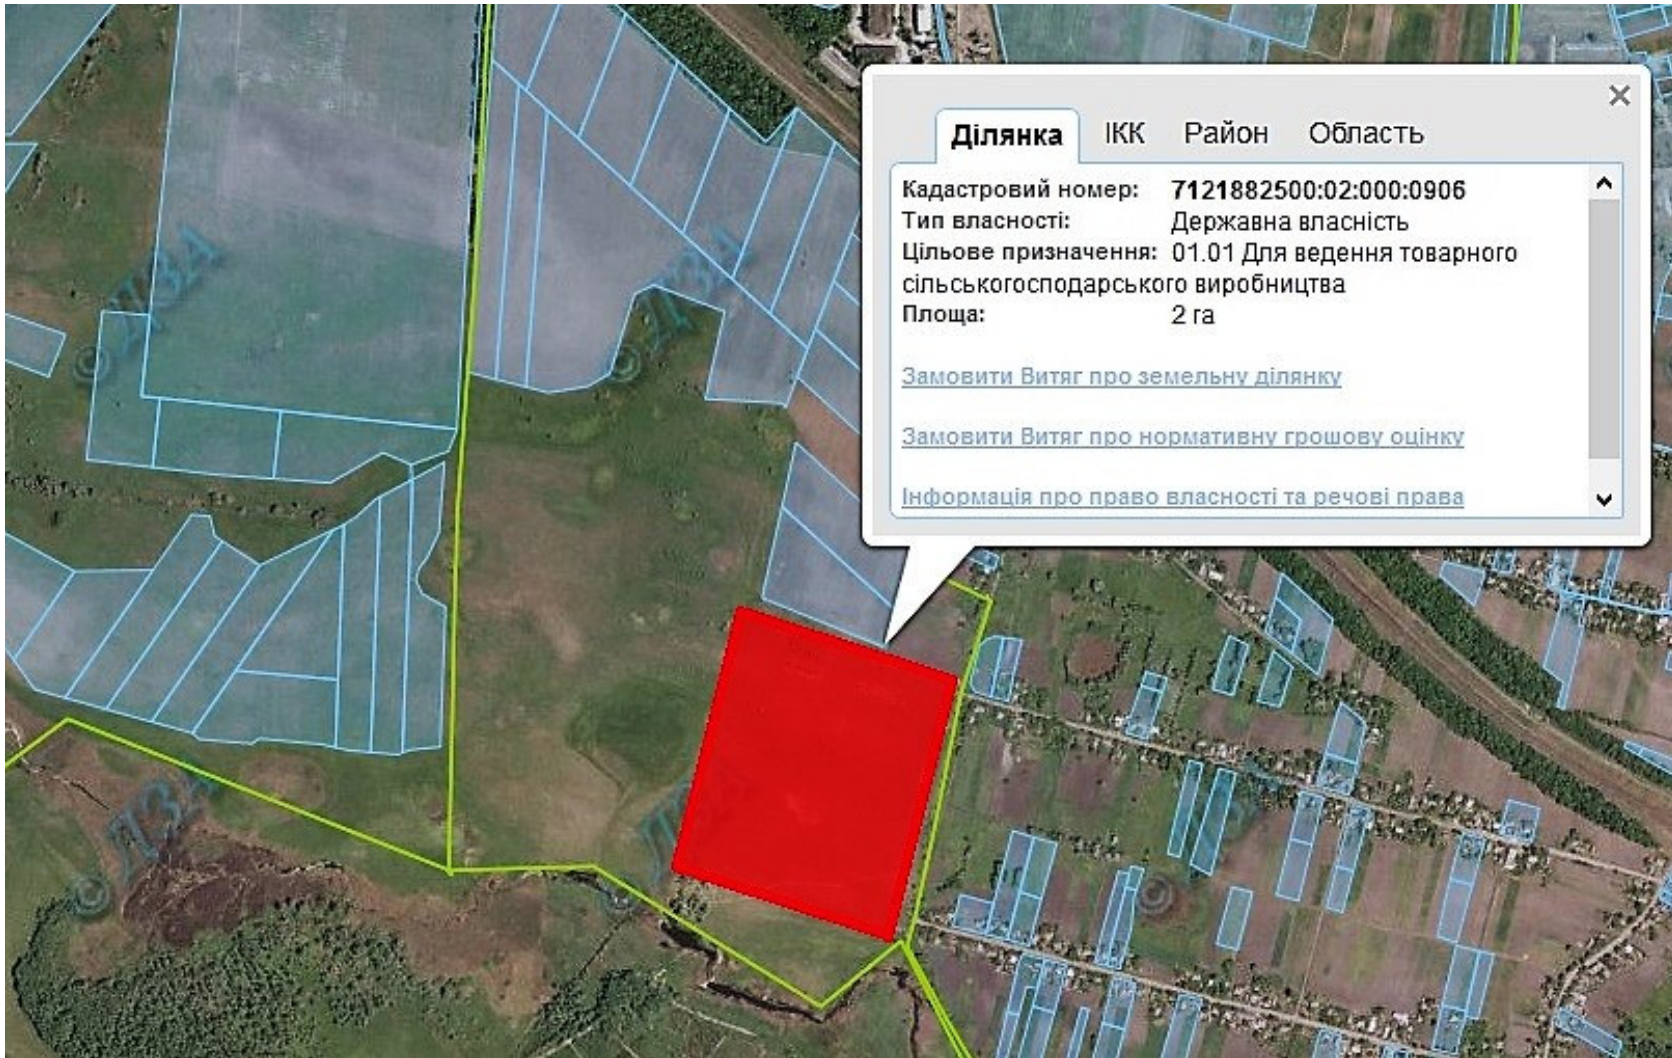 Ділянка ІКК Район Область
Кадастровий номер: 7121882500:02:000:0906
Тип власності: Державна власність
Цільове призначення: 01.01 Для ведення товарного
сільськогосподарського виробництва
Площа: 2 га
Замовити Витяг про земельну ділянку
Замовити Витяг про нормативну грошову оцінку
Інформація про право власності та речові права